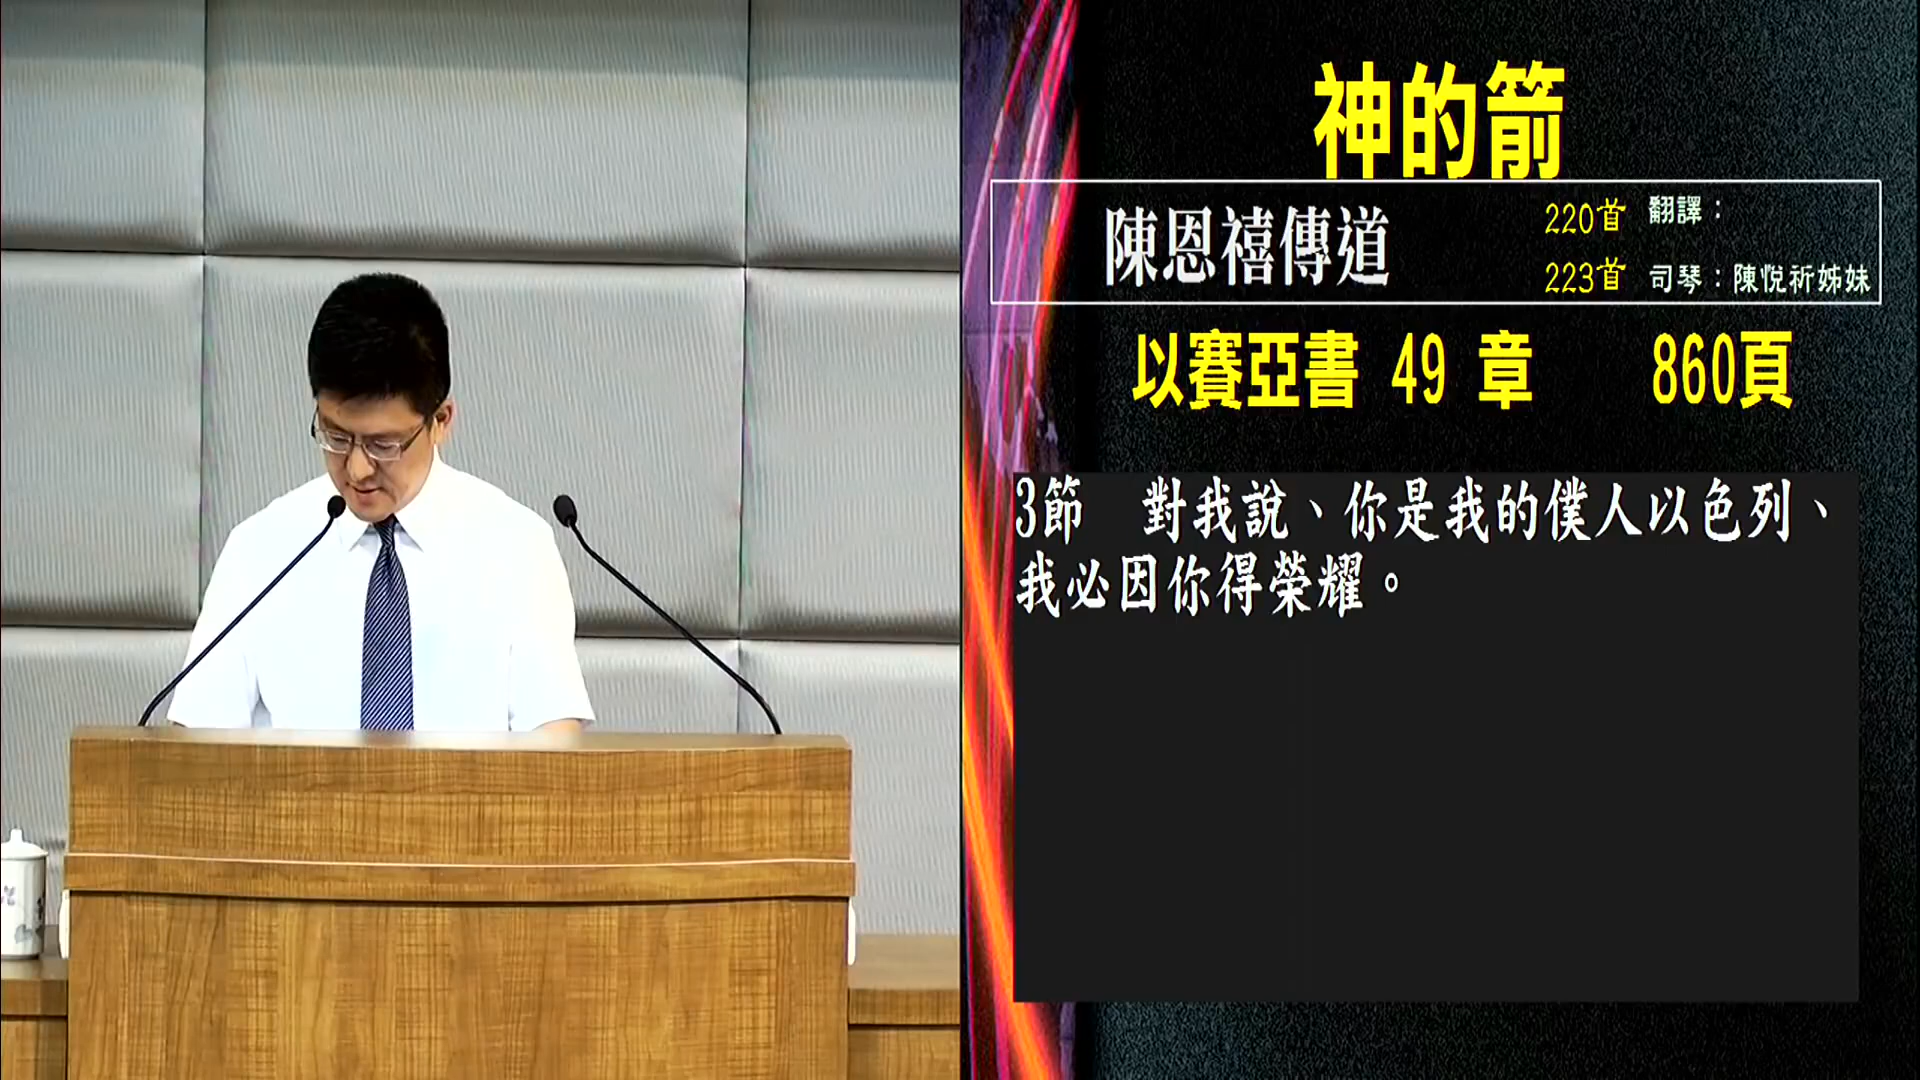 神的箭
陳恩禧傳道
220首 翻譯：
223首 司琴：陳悅祈姊妹
以賽亞書 49 章 860頁
3節 對我說、你是我的僕人以色列、
我必因你得榮耀。